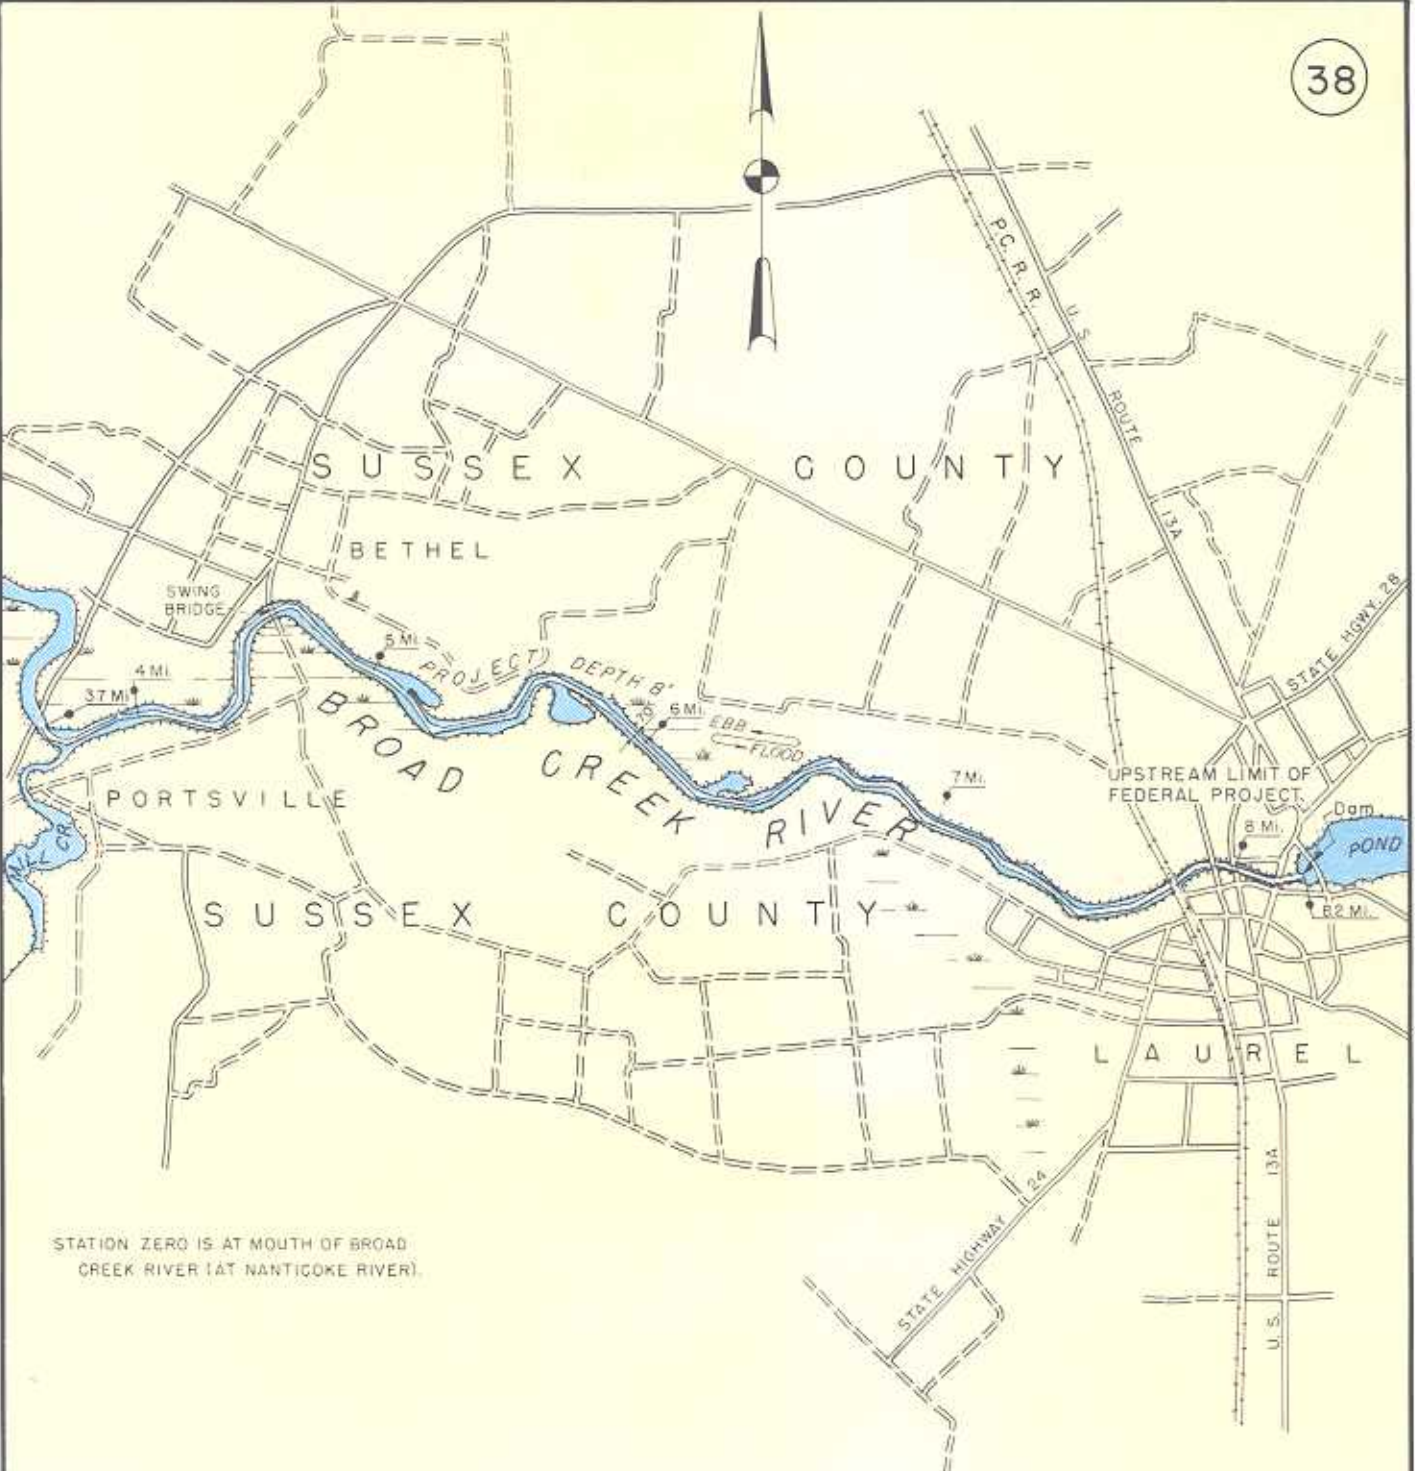 38
P.C. R. R.
U.S. ROUTE 13A
SUSSEX COUNTY
BETHEL
SWING
BRIDGE
STATE HGWY. 28
5 Mi.
4 Mi.
3.7 Mi.
PROJECT DEPTH 8'
6 Mi.
EBB
FLOOD
BROAD CREEK RIVER
7 Mi.
UPSTREAM LIMIT OF
FEDERAL PROJECT
PORTSVILLE
Dam
8 Mi.
POND
MILL CR.
SUSSEX COUNTY
8.2 Mi.
LAUREL
STATE HIGHWAY 24
U.S. ROUTE 13A
STATION ZERO IS AT MOUTH OF BROAD
CREEK RIVER (AT NANTICOKE RIVER).